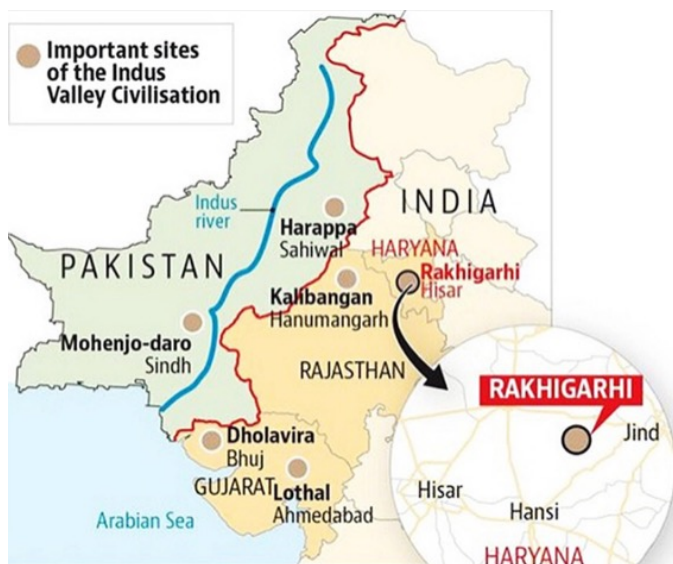 Important sites
of the Indus
Valley Civilisation
Indus
river
INDIA
Harappa
Sahiwal
HARYANA
PAKISTAN
Rakhigarhi
Hisar
Kalibangan
Hanumangarh
Mohenjo-daro
Sindh
RAJASTHAN
RAKHIGARHI
Dholavira
Bhuj
Jind
GUJARAT
Lothal
Ahmedabad
Hisar
Hansi
Arabian Sea
HARYANA